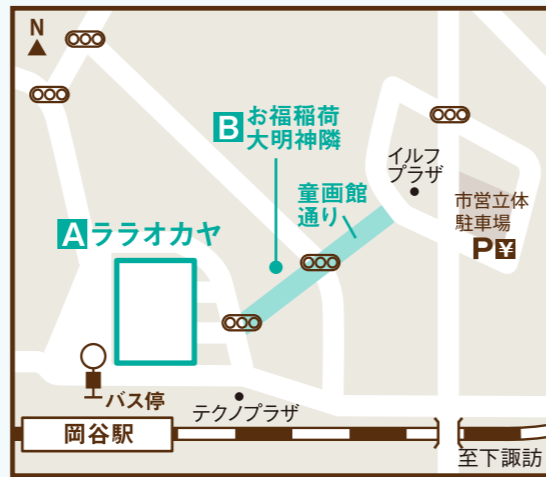 N
B お福稲荷
大明神隣
イルフ
プラザ
童画館
通り
市営立体
駐車場
P¥
A ララオカヤ
バス停
テクノプラザ
岡谷駅
至下諏訪